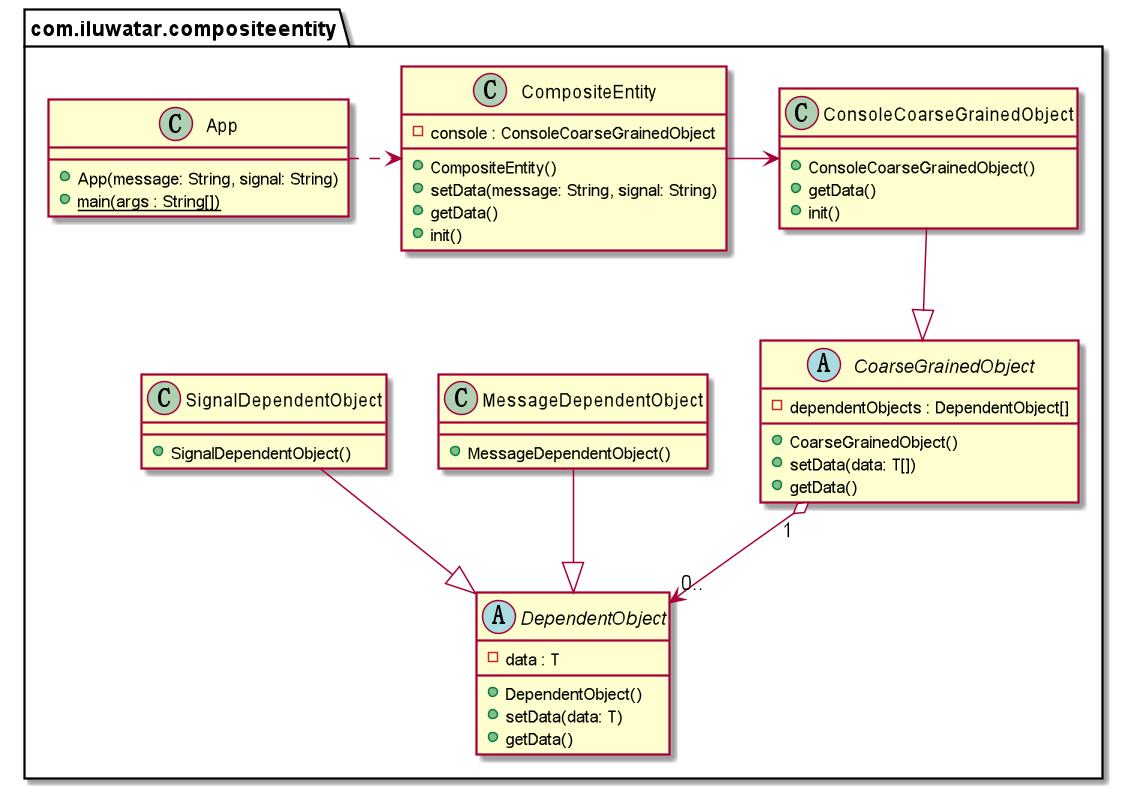 com.iluwatar.compositeentity
C App
App(message: String, signal: String)
main(args : String[])
C CompositeEntity
console : ConsoleCoarseGrainedObject
CompositeEntity()
setData(message: String, signal: String)
getData()
init()
C ConsoleCoarseGrainedObject
ConsoleCoarseGrainedObject()
getData()
init()
C SignalDependentObject
SignalDependentObject()
C MessageDependentObject
MessageDependentObject()
A CoarseGrainedObject
dependentObjects : DependentObject[]
CoarseGrainedObject()
setData(data: T[])
getData()
1
0..
A DependentObject
data : T
DependentObject()
setData(data: T)
getData()